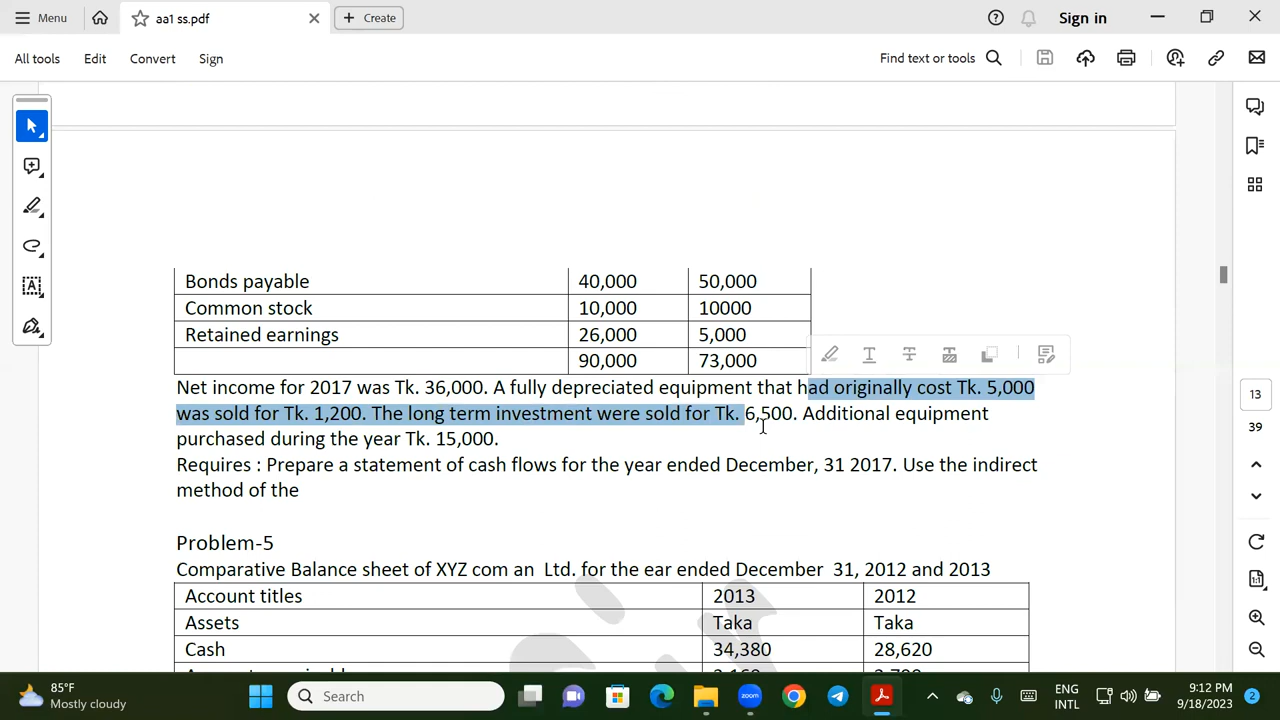 Menu
aa1 ss.pdf
Create
Sign in
All tools Edit Convert Sign
Find text or tools
Bonds payable 40,000 50,000
Common stock 10,000 10000
Retained earnings 26,000 5,000
90,000 73,000
Net income for 2017 was Tk. 36,000. A fully depreciated equipment that had originally cost Tk. 5,000
was sold for Tk. 1,200. The long term investment were sold for Tk. 6,500. Additional equipment
purchased during the year Tk. 15,000.
Requires : Prepare a statement of cash flows for the year ended December, 31 2017. Use the indirect
method of the
13
39
Problem-5
Comparative Balance sheet of XYZ com an Ltd. for the ear ended December 31, 2012 and 2013
Account titles 2013 2012
Assets Taka Taka
Cash 34,380 28,620
85°F
Mostly cloudy
Search
zoom
ENG
INTL
9:12 PM
9/18/2023
2